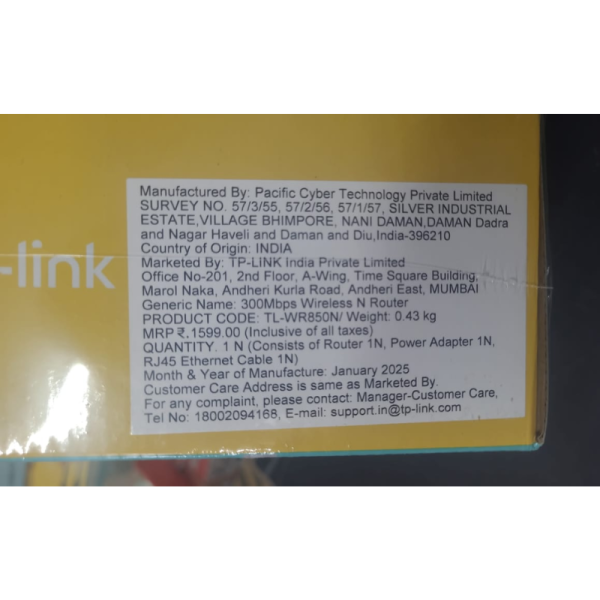 -link
Manufactured By: Pacific Cyber Technology Private Limited
SURVEY NO. 57/3/55, 57/2/56, 57/1/57, SILVER INDUSTRIAL
ESTATE,VILLAGE BHIMPORE, NANI DAMAN,DAMAN Dadra
and Nagar Haveli and Daman and Diu,India-396210
Country of Origin: INDIA
Marketed By: TP-LINK India Private Limited
Office No-201, 2nd Floor, A-Wing, Time Square Building,
Marol Naka, Andheri Kurla Road, Andheri East, MUMBAI
Generic Name: 300Mbps Wireless N Router
PRODUCT CODE: TL-WR850N/ Weight: 0.43 kg
MRP ₹.1599.00 (Inclusive of all taxes)
QUANTITY. 1 N (Consists of Router 1N, Power Adapter 1N,
RJ45 Ethernet Cable 1N)
Month & Year of Manufacture: January 2025
Customer Care Address is same as Marketed By.
For any complaint, please contact: Manager-Customer Care,
Tel No: 18002094168, E-mail: support.in@tp-link.com